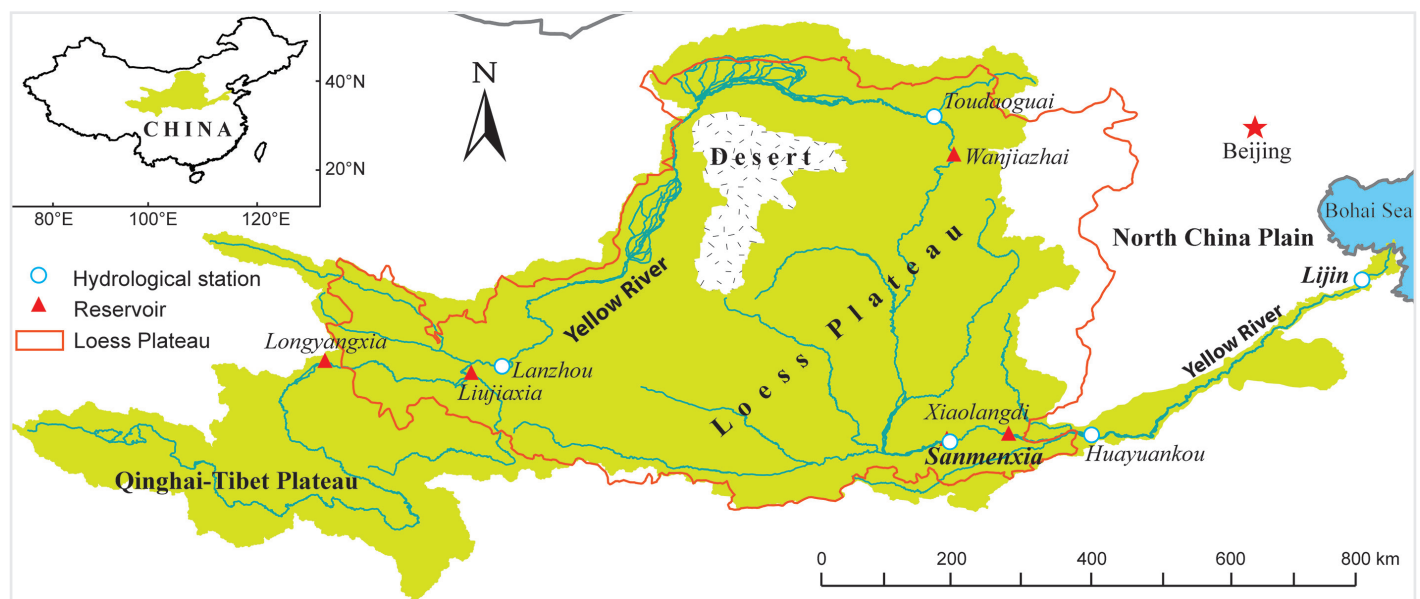 CHINA
40°N
20°N
80°E
100°E
120°E
N
Hydrological station
Reservoir
Loess Plateau
Desert
Toudaoguai
Wanjiazhai
Beijing
Bohai Sea
North China Plain
Lijin
Yellow River
Yellow River
Loess Plateau
Longyangxia
Lanzhou
Liujiaxia
Xiaolangdi
Sanmenxia
Huayuankou
Qinghai-Tibet Plateau
0 200 400 600 800 km